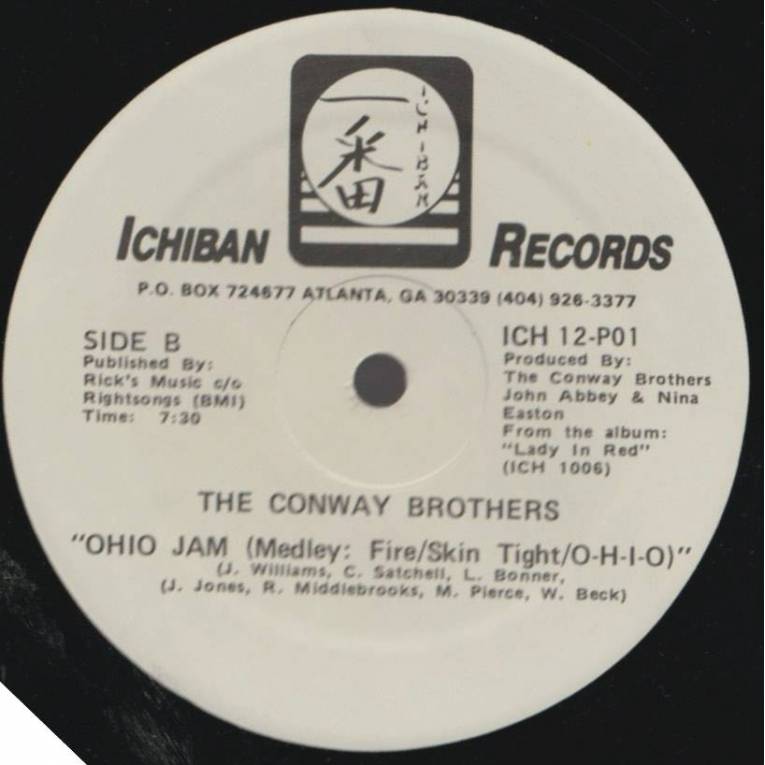 一番
ICHIBAN
ICHIBAN RECORDS
P.O. BOX 724677 ATLANTA, GA 30339 (404) 926-3377
SIDE B
Published By:
Rick's Music c/o
Rightsongs (BMI)
Time: 7:30
ICH 12-P01
Produced By:
The Conway Brothers
John Abbey & Nina
Easton
From the album:
"Lady In Red"
(ICH 1006)
THE CONWAY BROTHERS
"OHIO JAM (Medley: Fire/Skin Tight/O-H-I-O)"
(J. Williams, C. Satchell, L. Bonner,
(J. Jones, R. Middlebrooks, M. Pierce, W. Beck)